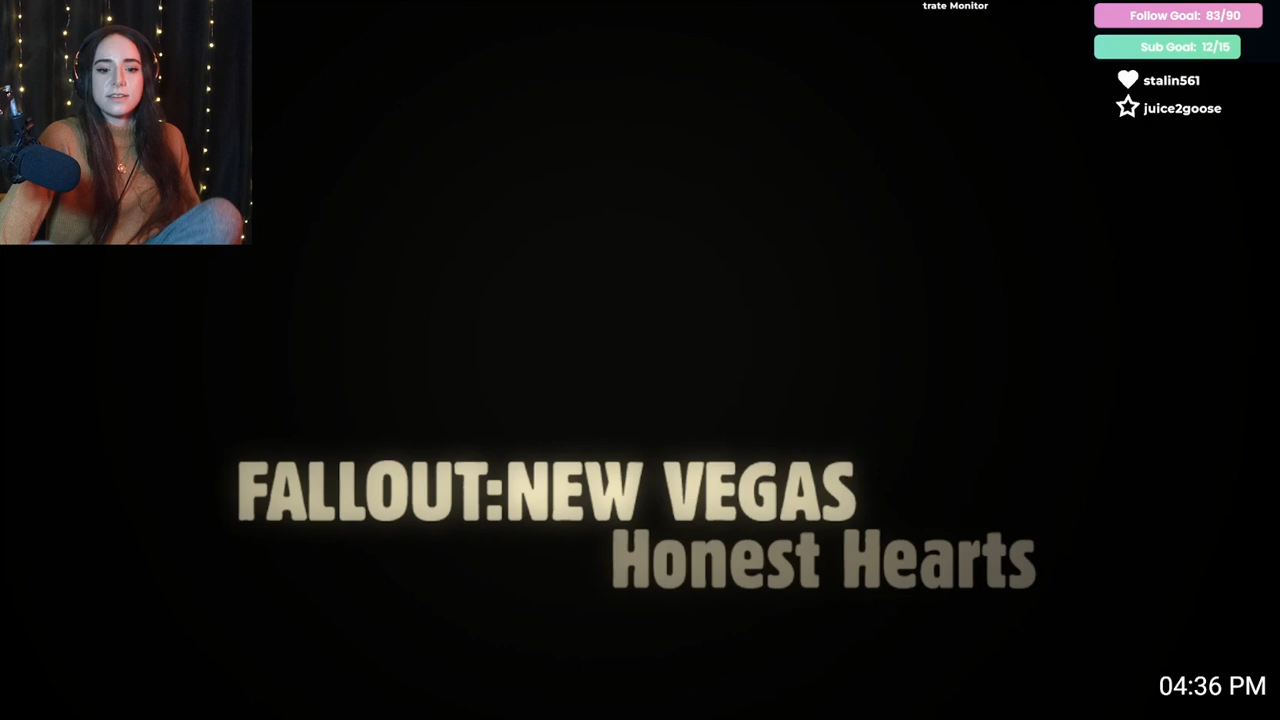 trate Monitor
Follow Goal: 83/90
Sub Goal: 12/15
stalin561
juice2goose
FALLOUT:NEW VEGAS
Honest Hearts
04:36 PM